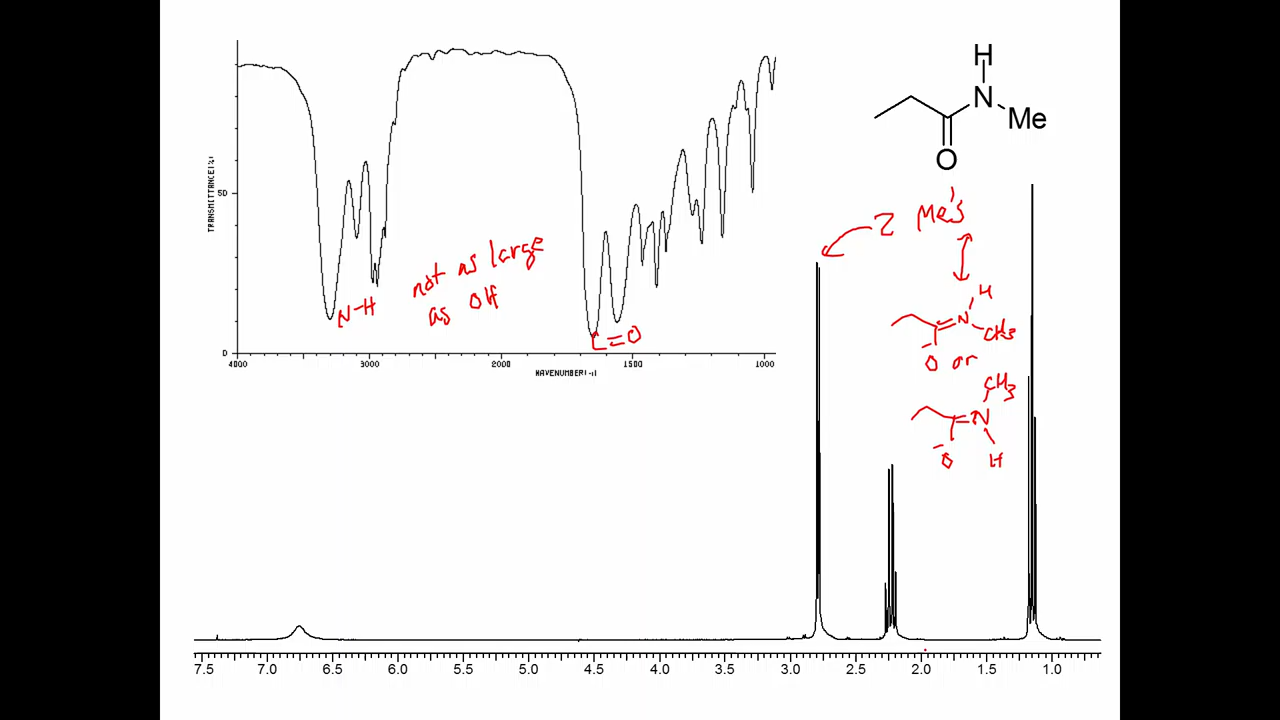 H
N
Me
O
TRANSMITTANCE(%)
50
0
4000
3000
2000
1500
1000
WAVENUMBER(-1)
N-H
not as large
as OH
C=O
2 Me's
H
N
CH3
-O or
CH3
N
-O
H
7.5 7.0 6.5 6.0 5.5 5.0 4.5 4.0 3.5 3.0 2.5 2.0 1.5 1.0